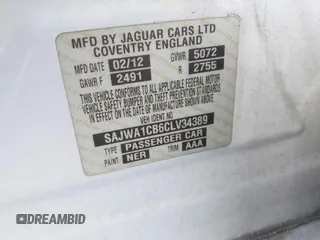 MFD BY JAGUAR CARS LTD
COVENTRY ENGLAND
MFD DATE 02/12 GVWR 5072
GAWR F 2491 R 2755
THIS VEHICLE CONFORMS TO ALL APPLICABLE FEDERAL MOTOR
VEHICLE SAFETY, BUMPER, AND THEFT PREVENTION STANDARDS
IN EFFECT ON THE DATE OF MANUFACTURE SHOWN ABOVE
VEH IDENT NO
SAJWA1CB6CLV34389
TYPE PASSENGER CAR
PAINT NER TRIM AAA
DREAMBID